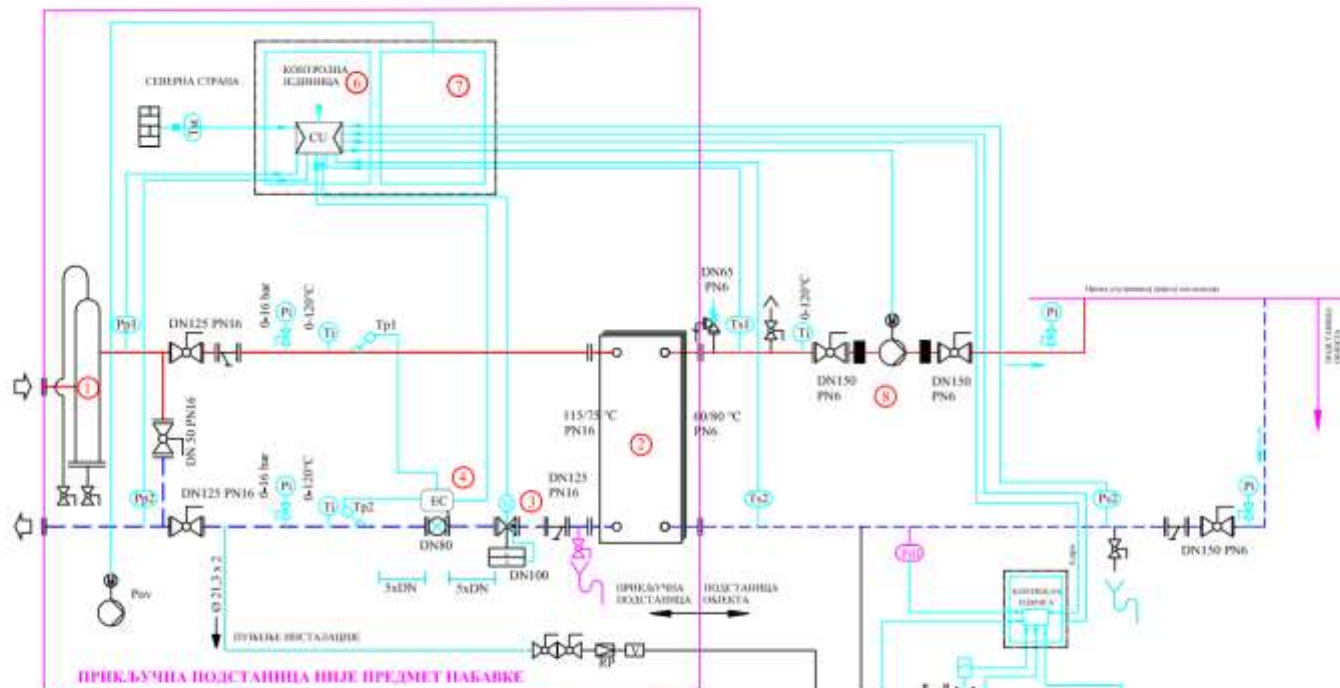 СЕВЕРНА СТРАНА
КОНТРОЛНА
ЈЕДИНИЦА
6
7
CU
DN65
PN6
0-16 bar
0-120°C
0-120°C
Pp1
DN125 PN16
Pi
Ti
Tp1
Ts1
Ti
Pi
1
DN150
PN6
8
DN150
PN6
DN 50 PN16
115/75 °C
PN16
2
60/80 °C
PN6
0-16 bar
0-120°C
4
3
DN125
PN16
Pp2
DN125 PN16
Pi
Ti
Tp2
EC
Ts2
Ps2
Pi
DN80
DN100
DN150 PN6
Pov
Ø 21,3 x 2
5xDN
5xDN
ПРИКЉУЧНА
ПОДСТАНИЦА
ПОДСТАНИЦА
ОБЈЕКТА
ПУЊЕЊЕ ИНСТАЛАЦИЈЕ
RP
V
ПРИКЉУЧНА ПОДСТАНИЦА НИЈЕ ПРЕДМЕТ НАБАВКЕ